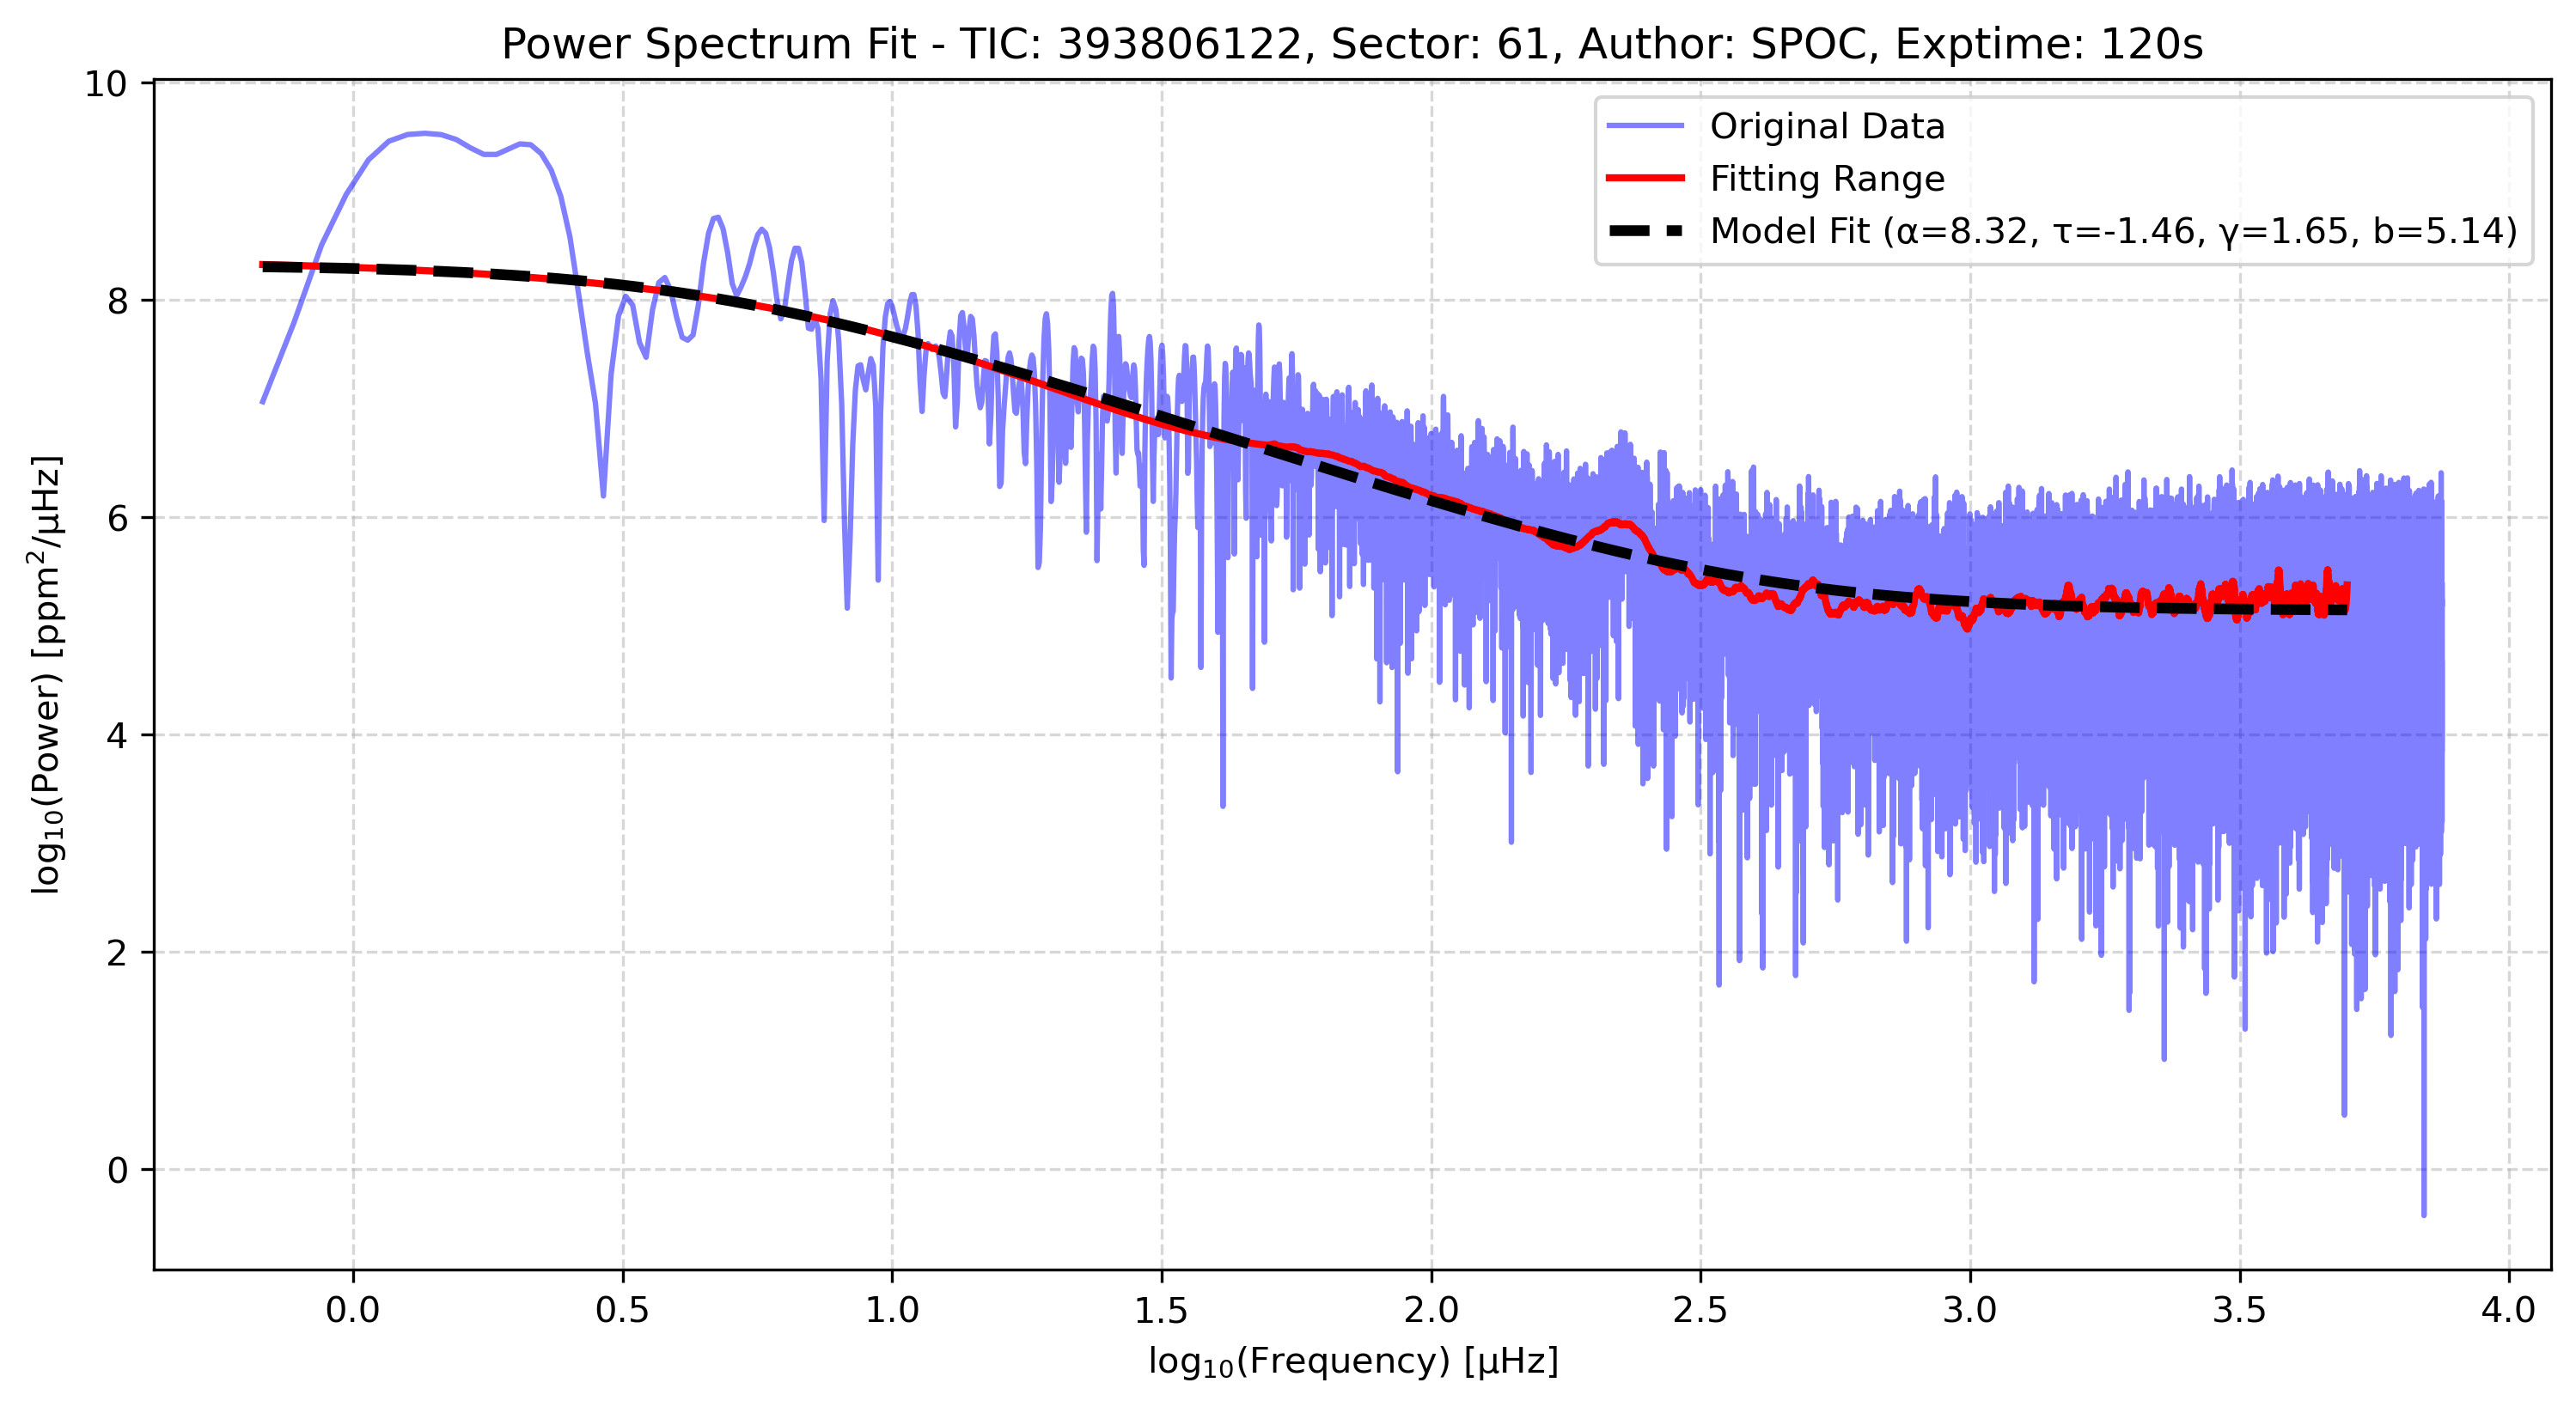 Power Spectrum Fit - TIC: 393806122, Sector: 61, Author: SPOC, Exptime: 120s
10
8
6
4
2
0
log₁₀(Power) [ppm²/μHz]
Original Data
Fitting Range
Model Fit (α=8.32, τ=-1.46, γ=1.65, b=5.14)
0.0 0.5 1.0 1.5 2.0 2.5 3.0 3.5 4.0
log₁₀(Frequency) [μHz]